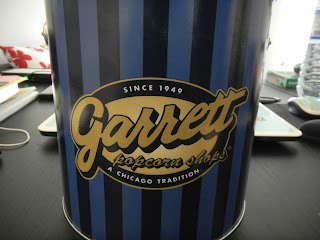 SINCE 1949
Garrett
popcorn shops®
A CHICAGO TRADITION